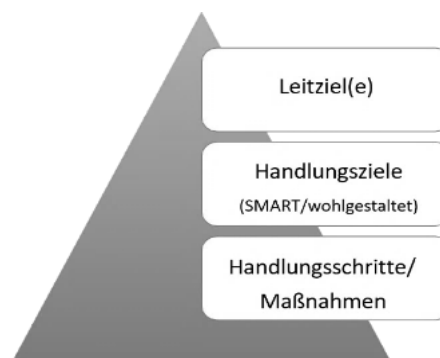 Leitziel(e)
Handlungsziele
(SMART/wohlgestaltet)
Handlungsschritte/
Maßnahmen